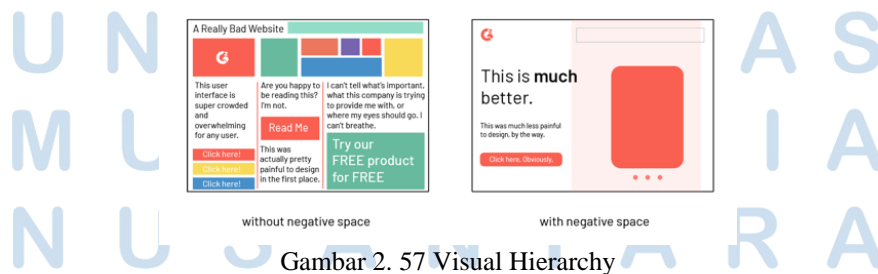 U N A S
M U I A
N U S A N T A R A
A Really Bad Website
This user
interface is
super crowded
and
overwhelming
for any user.
Click here!
Click here!
Click here!
Are you happy to
be reading this?
I'm not.
Read Me
This was
actually pretty
painful to design
in the first place.
I can't tell what's important,
what this company is trying
to provide me with, or
where my eyes should go. I
can't breathe.
Try our
FREE product
for FREE
without negative space
G2
This is much
better.
This was much less painful
to design, by the way.
Click here. Obviously.
with negative space
Gambar 2. 57 Visual Hierarchy